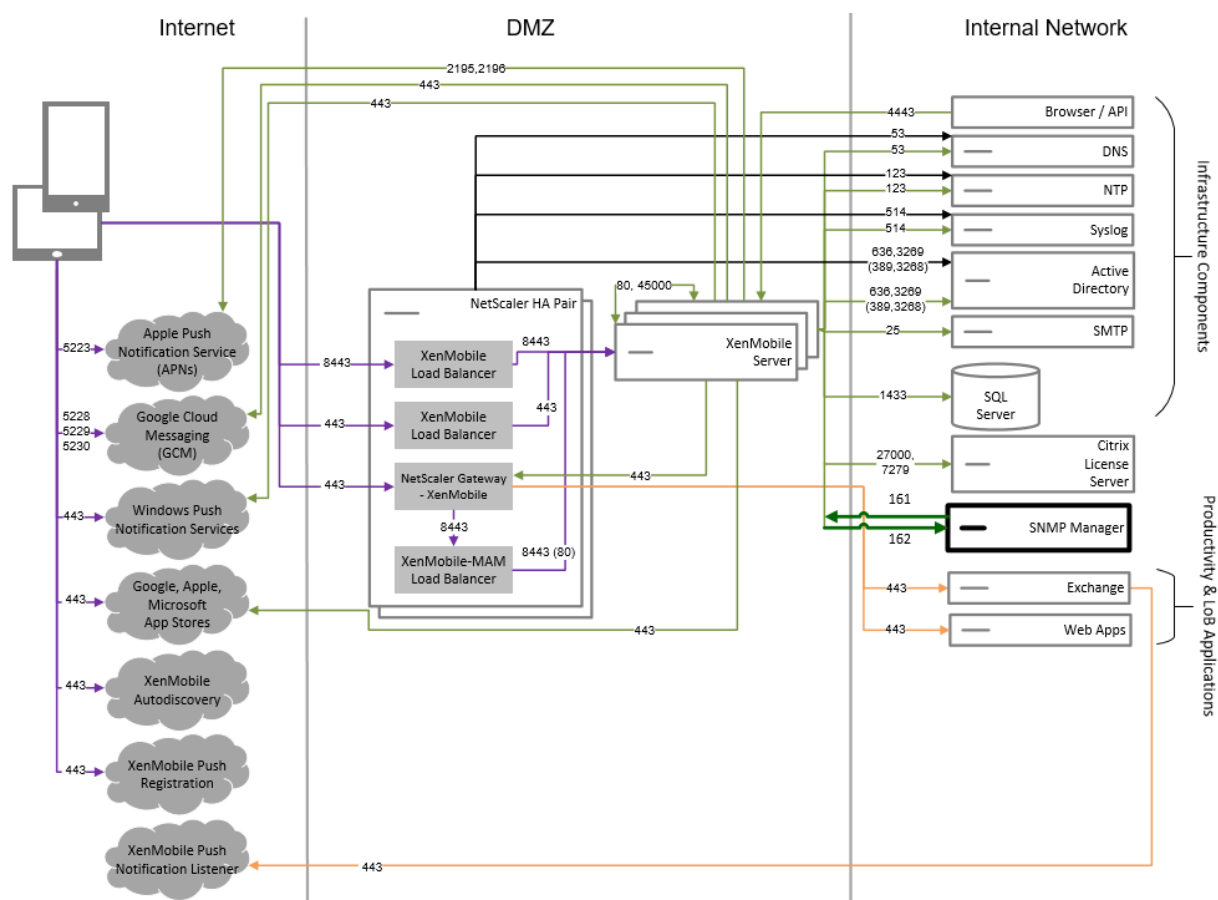 Internet
DMZ
Internal Network
2195,2196
443
443
4443
Browser / API
53
53
DNS
123
123
NTP
514
514
Syslog
636,3269
(389,3268)
636,3269
(389,3268)
Active
Directory
25
SMTP
1433
SQL
Server
27000,
7279
Citrix
License
Server
161
162
SNMP Manager
443
Exchange
443
Web Apps
Infrastructure Components
Productivity & LoB
Applications
NetScaler HA Pair
80, 45000
XenMobile
Server
8443
XenMobile
Load Balancer
8443
443
XenMobile
Load Balancer
443
443
NetScaler Gateway
- XenMobile
443
8443
XenMobile-MAM
Load Balancer
8443 (80)
443
5223
Apple Push
Notification Service
(APNs)
5228
5229
5230
Google Cloud
Messaging
(GCM)
443
Windows Push
Notification Services
443
Google, Apple,
Microsoft
App Stores
443
XenMobile
Autodiscovery
443
XenMobile Push
Registration
XenMobile Push
Notification Listener
443